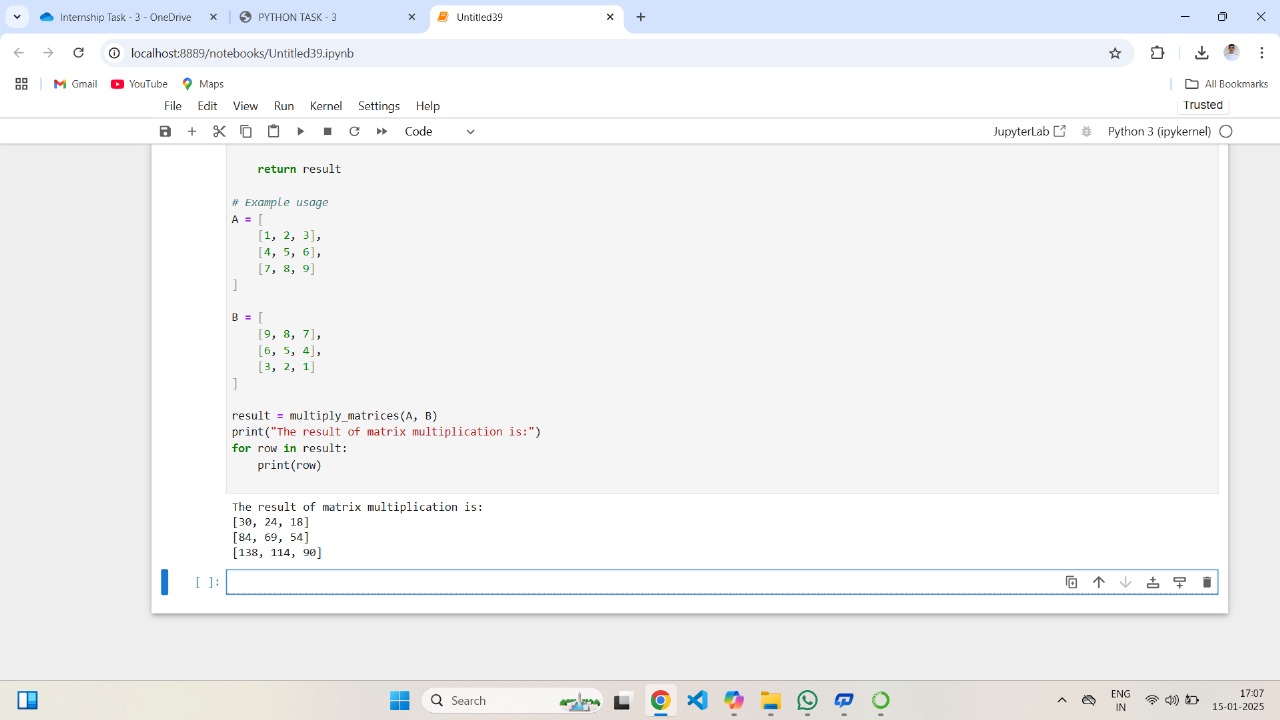 Internship Task - 3 - OneDrive
PYTHON TASK - 3
Untitled39
localhost:8889/notebooks/Untitled39.ipynb
Gmail
YouTube
Maps
All Bookmarks
File Edit View Run Kernel Settings Help
Trusted
Code
JupyterLab
Python 3 (ipykernel)
    return result
# Example usage
A = [
    [1, 2, 3],
    [4, 5, 6],
    [7, 8, 9]
]
B = [
    [9, 8, 7],
    [6, 5, 4],
    [3, 2, 1]
]
result = multiply_matrices(A, B)
print("The result of matrix multiplication is:")
for row in result:
    print(row)
The result of matrix multiplication is:
[30, 24, 18]
[84, 69, 54]
[138, 114, 90]
[ ]:
Search
ENG
IN
17:07
15-01-2025